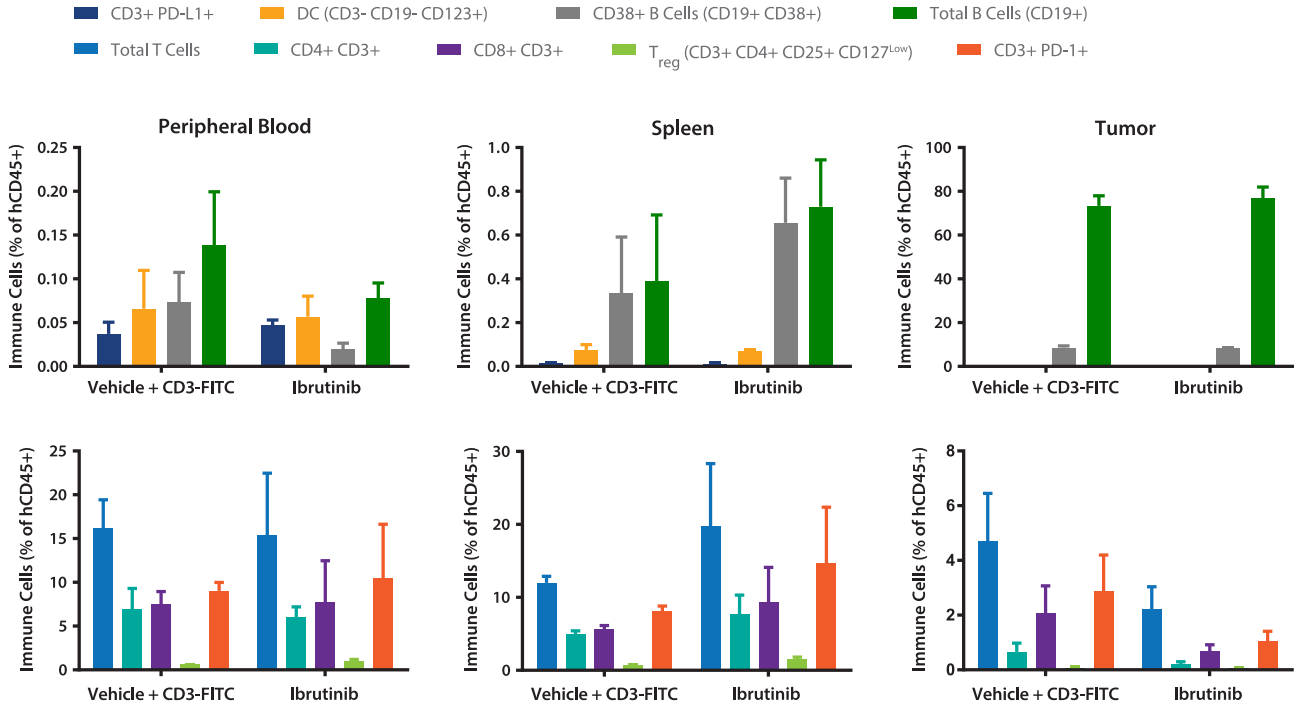 CD3+ PD-L1+ DC (CD3- CD19- CD123+) CD38+ B Cells (CD19+ CD38+) Total B Cells (CD19+)
Total T Cells CD4+ CD3+ CD8+ CD3+ Treg (CD3+ CD4+ CD25+ CD127Low) CD3+ PD-1+
Peripheral Blood
Immune Cells (% of hCD45+)
0.25
0.20
0.15
0.10
0.05
0.00
Vehicle + CD3-FITC Ibrutinib
Spleen
Immune Cells (% of hCD45+)
1.0
0.8
0.6
0.4
0.2
0.0
Vehicle + CD3-FITC Ibrutinib
Tumor
Immune Cells (% of hCD45+)
100
80
60
40
20
0
Vehicle + CD3-FITC Ibrutinib
Immune Cells (% of hCD45+)
25
20
15
10
5
0
Vehicle + CD3-FITC Ibrutinib
Immune Cells (% of hCD45+)
30
20
10
0
Vehicle + CD3-FITC Ibrutinib
Immune Cells (% of hCD45+)
8
6
4
2
0
Vehicle + CD3-FITC Ibrutinib